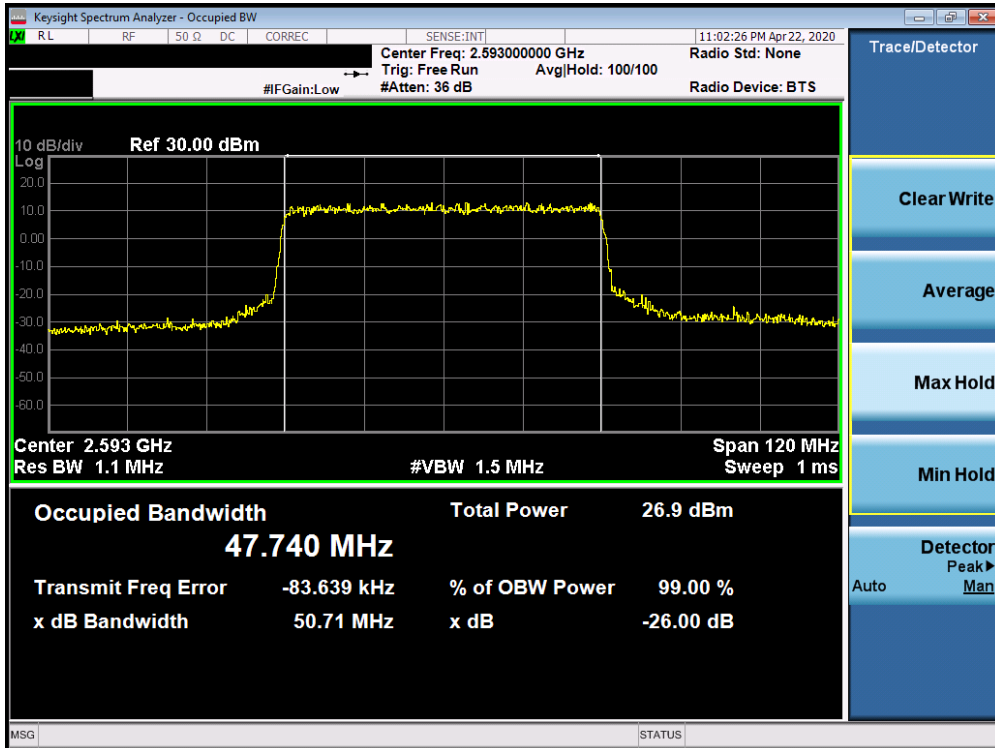 Keysight Spectrum Analyzer - Occupied BW
LXI RL RF 50 Ω DC CORREC SENSE:INT 11:02:26 PM Apr 22, 2020
Center Freq: 2.593000000 GHz Radio Std: None
Trig: Free Run Avg|Hold: 100/100
#IFGain:Low #Atten: 36 dB Radio Device: BTS
10 dB/div Ref 30.00 dBm
Log
20.0
10.0
0.00
-10.0
-20.0
-30.0
-40.0
-50.0
-60.0
Center 2.593 GHz Span 120 MHz
Res BW 1.1 MHz #VBW 1.5 MHz Sweep 1 ms
Occupied Bandwidth Total Power 26.9 dBm
47.740 MHz
Transmit Freq Error -83.639 kHz % of OBW Power 99.00 %
x dB Bandwidth 50.71 MHz x dB -26.00 dB
MSG STATUS
Trace/Detector
Clear Write
Average
Max Hold
Min Hold
Detector
Peak▶
Auto Man